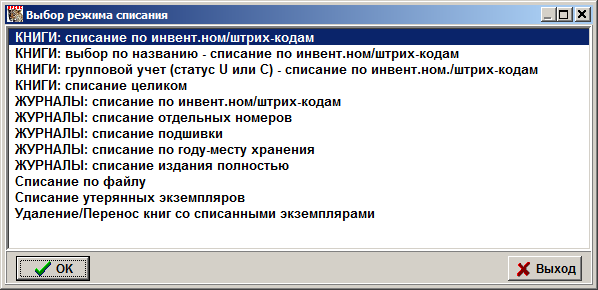 Выбор режима списания
КНИГИ: списание по инвент.ном/штрих-кодам
КНИГИ: выбор по названию - списание по инвент.ном/штрих-кодам
КНИГИ: групповой учет (статус U или C) - списание по инвент.ном./штрих-кодам
КНИГИ: списание целиком
ЖУРНАЛЫ: списание по инвент.ном/штрих-кодам
ЖУРНАЛЫ: списание отдельных номеров
ЖУРНАЛЫ: списание подшивки
ЖУРНАЛЫ: списание по году-месту хранения
ЖУРНАЛЫ: списание издания полностью
Списание по файлу
Списание утерянных экземпляров
Удаление/Перенос книг со списанными экземплярами
OK
Выход